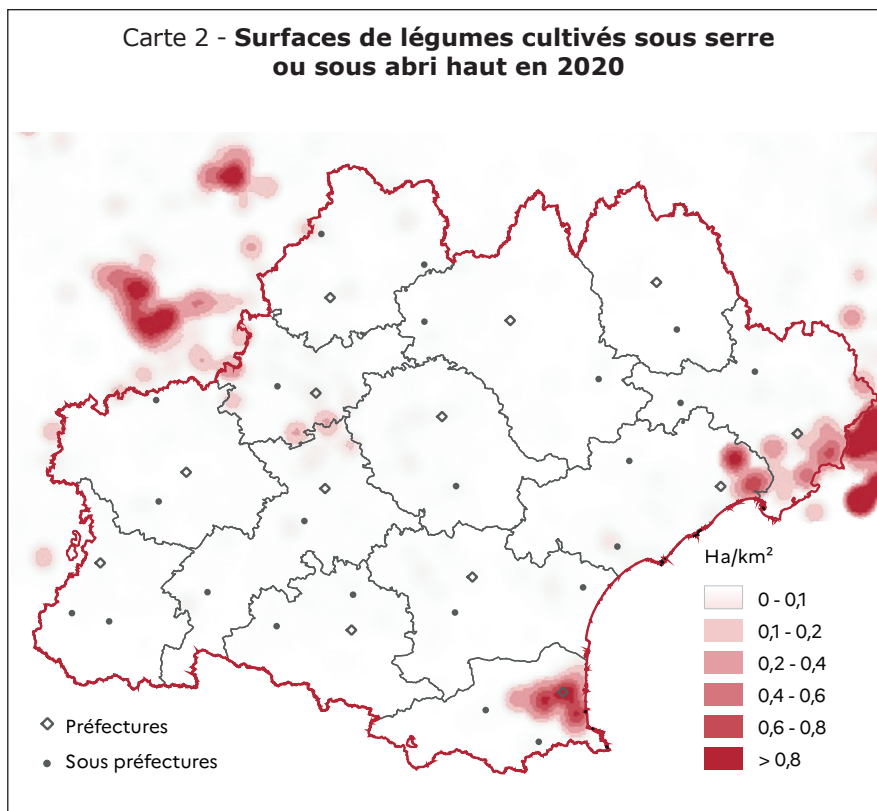 Carte 2 - Surfaces de légumes cultivés sous serre
ou sous abri haut en 2020
Ha/km²
0 - 0,1
0,1 - 0,2
0,2 - 0,4
0,4 - 0,6
0,6 - 0,8
> 0,8
Préfectures
Sous préfectures